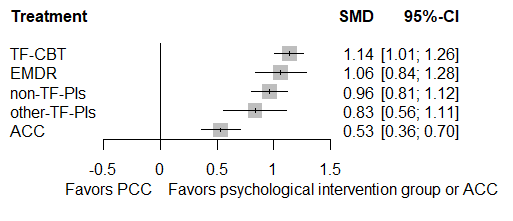 Treatment SMD 95%-CI
TF-CBT 1.14 [1.01; 1.26]
EMDR 1.06 [0.84; 1.28]
non-TF-PIs 0.96 [0.81; 1.12]
other-TF-PIs 0.83 [0.56; 1.11]
ACC 0.53 [0.36; 0.70]
-0.5 0 0.5 1 1.5
Favors PCC Favors psychological intervention group or ACC